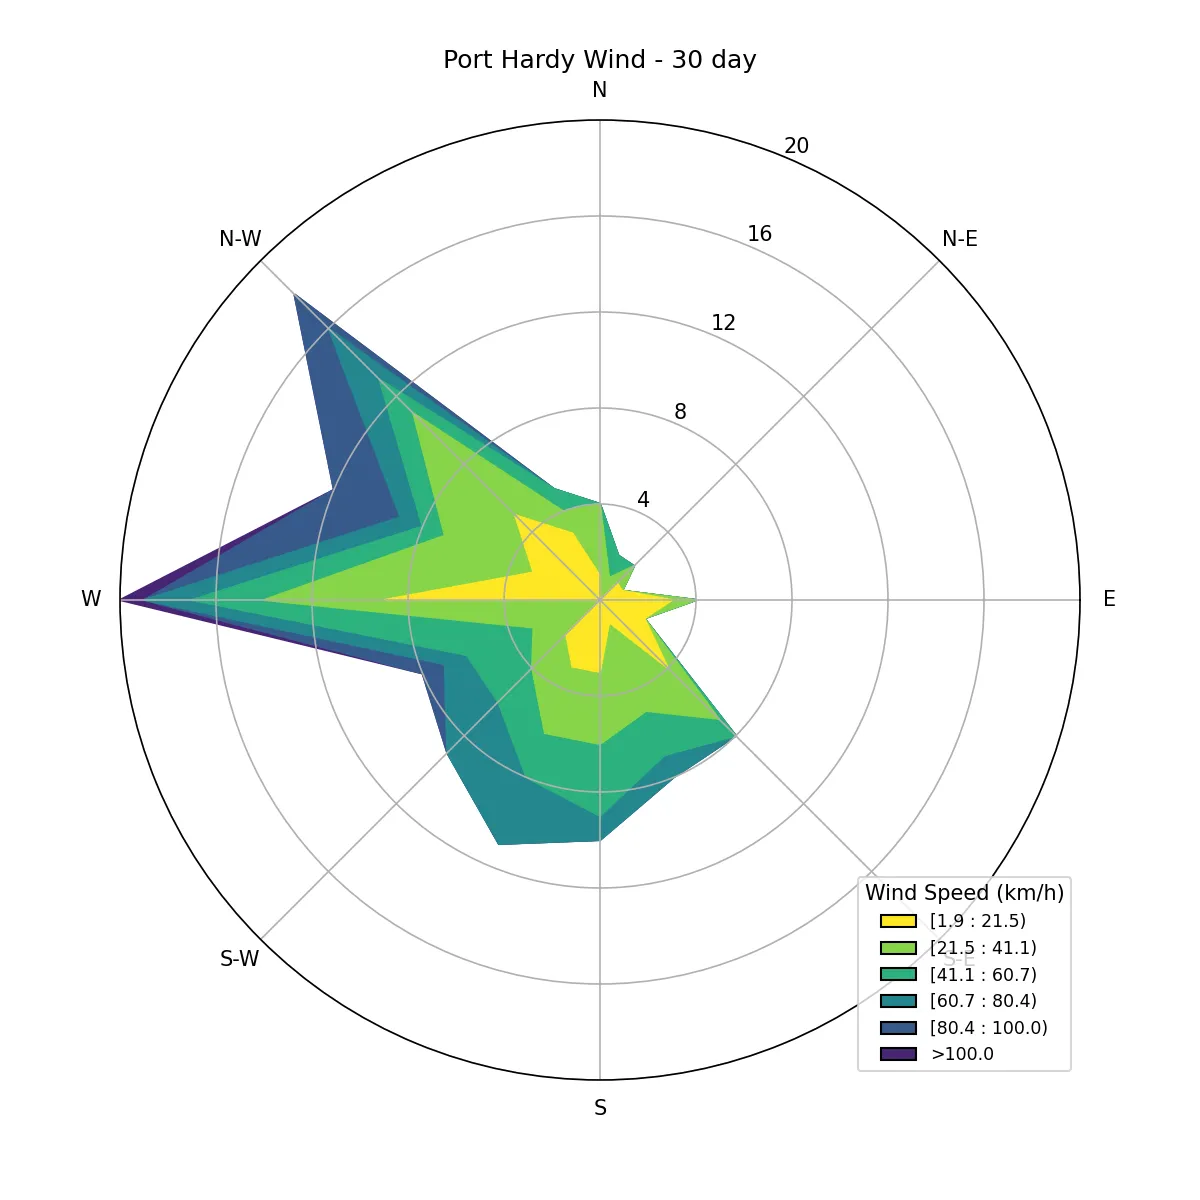 Port Hardy Wind - 30 day
N
20
N-W
16
N-E
12
8
4
W
E
S-W
S-E
S
Wind Speed (km/h)
[1.9 : 21.5)
[21.5 : 41.1)
[41.1 : 60.7)
[60.7 : 80.4)
[80.4 : 100.0)
>100.0